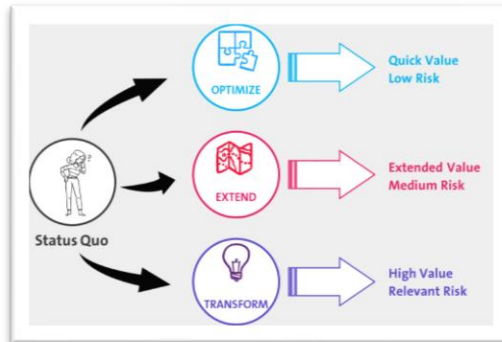 Quick Value
Low Risk
OPTIMIZE
Extended Value
Medium Risk
EXTEND
Status Quo
High Value
Relevant Risk
TRANSFORM